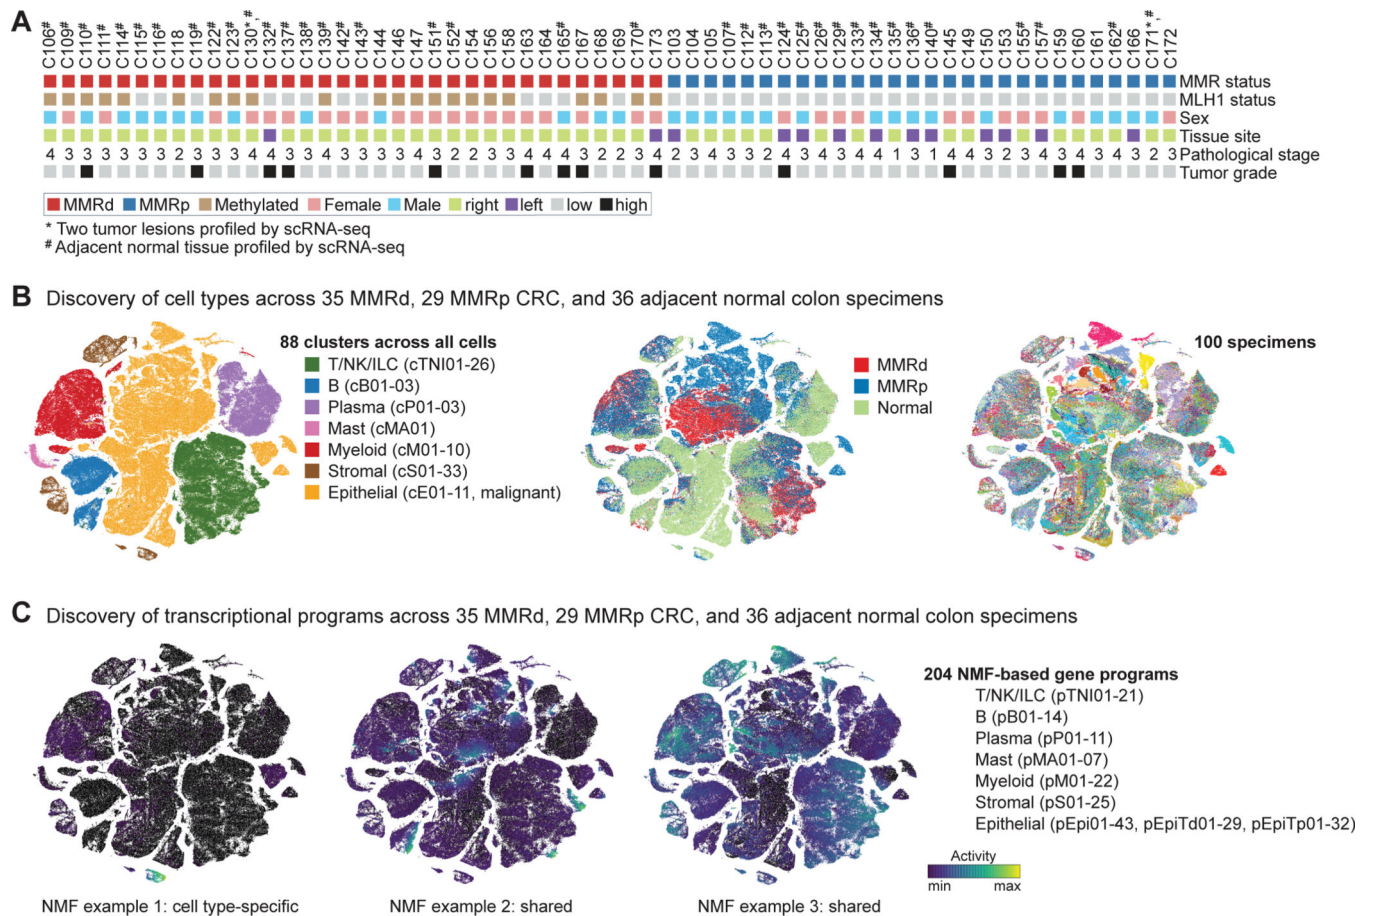 A
C106# C109# C110# C111# C114# C115# C116# C118 C119# C122# C123# C130*,# C132# C137# C138# C139# C142# C143# C144 C146 C147 C151# C152# C154 C156 C158 C163 C164 C165# C167 C168 C169 C170# C173 C103 C104 C105 C107# C112# C113# C124# C125# C126# C129# C133# C134# C135# C136# C140# C145 C149 C150 C153 C155# C157# C159 C160 C161 C162# C166 C171*,# C172
MMR status
MLH1 status
Sex
Tissue site
4 3 3 3 3 3 3 2 3 3 3 4 4 3 3 4 3 3 3 3 4 3 2 2 3 3 4 3 4 3 2 2 3 4 2 3 4 3 3 2 4 3 4 3 4 4 1 3 1 4 4 3 2 3 4 3 4 3 4 3 2 3 Pathological stage
Tumor grade
MMRd MMRp Methylated Female Male right left low high
* Two tumor lesions profiled by scRNA-seq
# Adjacent normal tissue profiled by scRNA-seq
B Discovery of cell types across 35 MMRd, 29 MMRp CRC, and 36 adjacent normal colon specimens
88 clusters across all cells
T/NK/ILC (cTNI01-26)
B (cB01-03)
Plasma (cP01-03)
Mast (cMA01)
Myeloid (cM01-10)
Stromal (cS01-33)
Epithelial (cE01-11, malignant)
MMRd
MMRp
Normal
100 specimens
C Discovery of transcriptional programs across 35 MMRd, 29 MMRp CRC, and 36 adjacent normal colon specimens
204 NMF-based gene programs
T/NK/ILC (pTNI01-21)
B (pB01-14)
Plasma (pP01-11)
Mast (pMA01-07)
Myeloid (pM01-22)
Stromal (pS01-25)
Epithelial (pEpi01-43, pEpiTd01-29, pEpiTp01-32)
Activity
min max
NMF example 1: cell type-specific
NMF example 2: shared
NMF example 3: shared